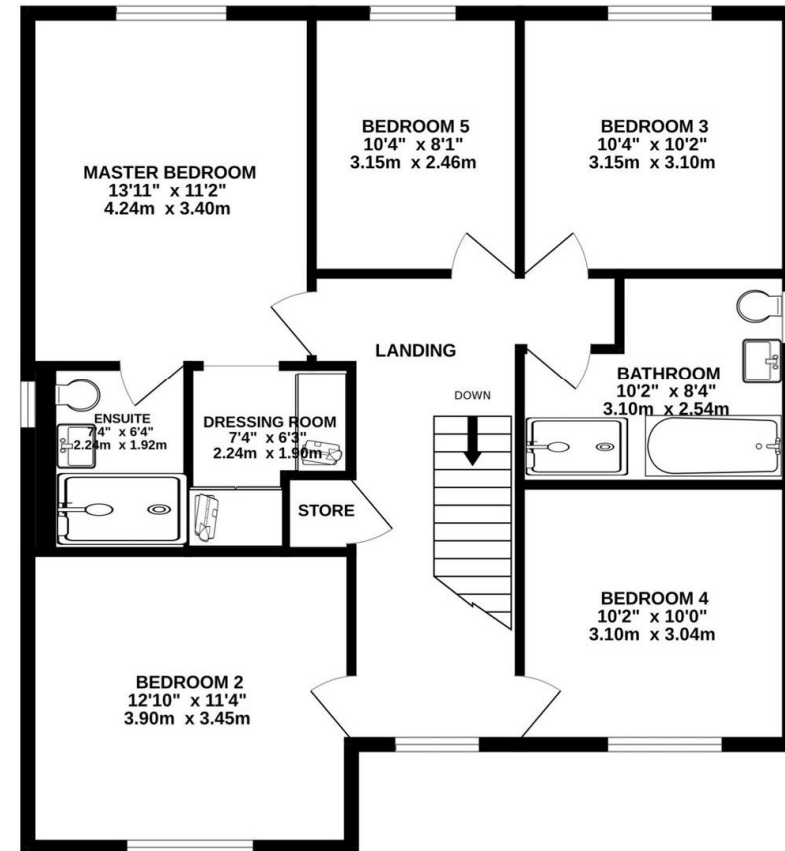 MASTER BEDROOM
13'11" x 11'2"
4.24m x 3.40m
BEDROOM 5
10'4" x 8'1"
3.15m x 2.46m
BEDROOM 3
10'4" x 10'2"
3.15m x 3.10m
LANDING
DOWN
BATHROOM
10'2" x 8'4"
3.10m x 2.54m
ENSUITE
7'4" x 6'4"
2.24m x 1.92m
DRESSING ROOM
7'4" x 6'3"
2.24m x 1.90m
STORE
BEDROOM 4
10'2" x 10'0"
3.10m x 3.04m
BEDROOM 2
12'10" x 11'4"
3.90m x 3.45m